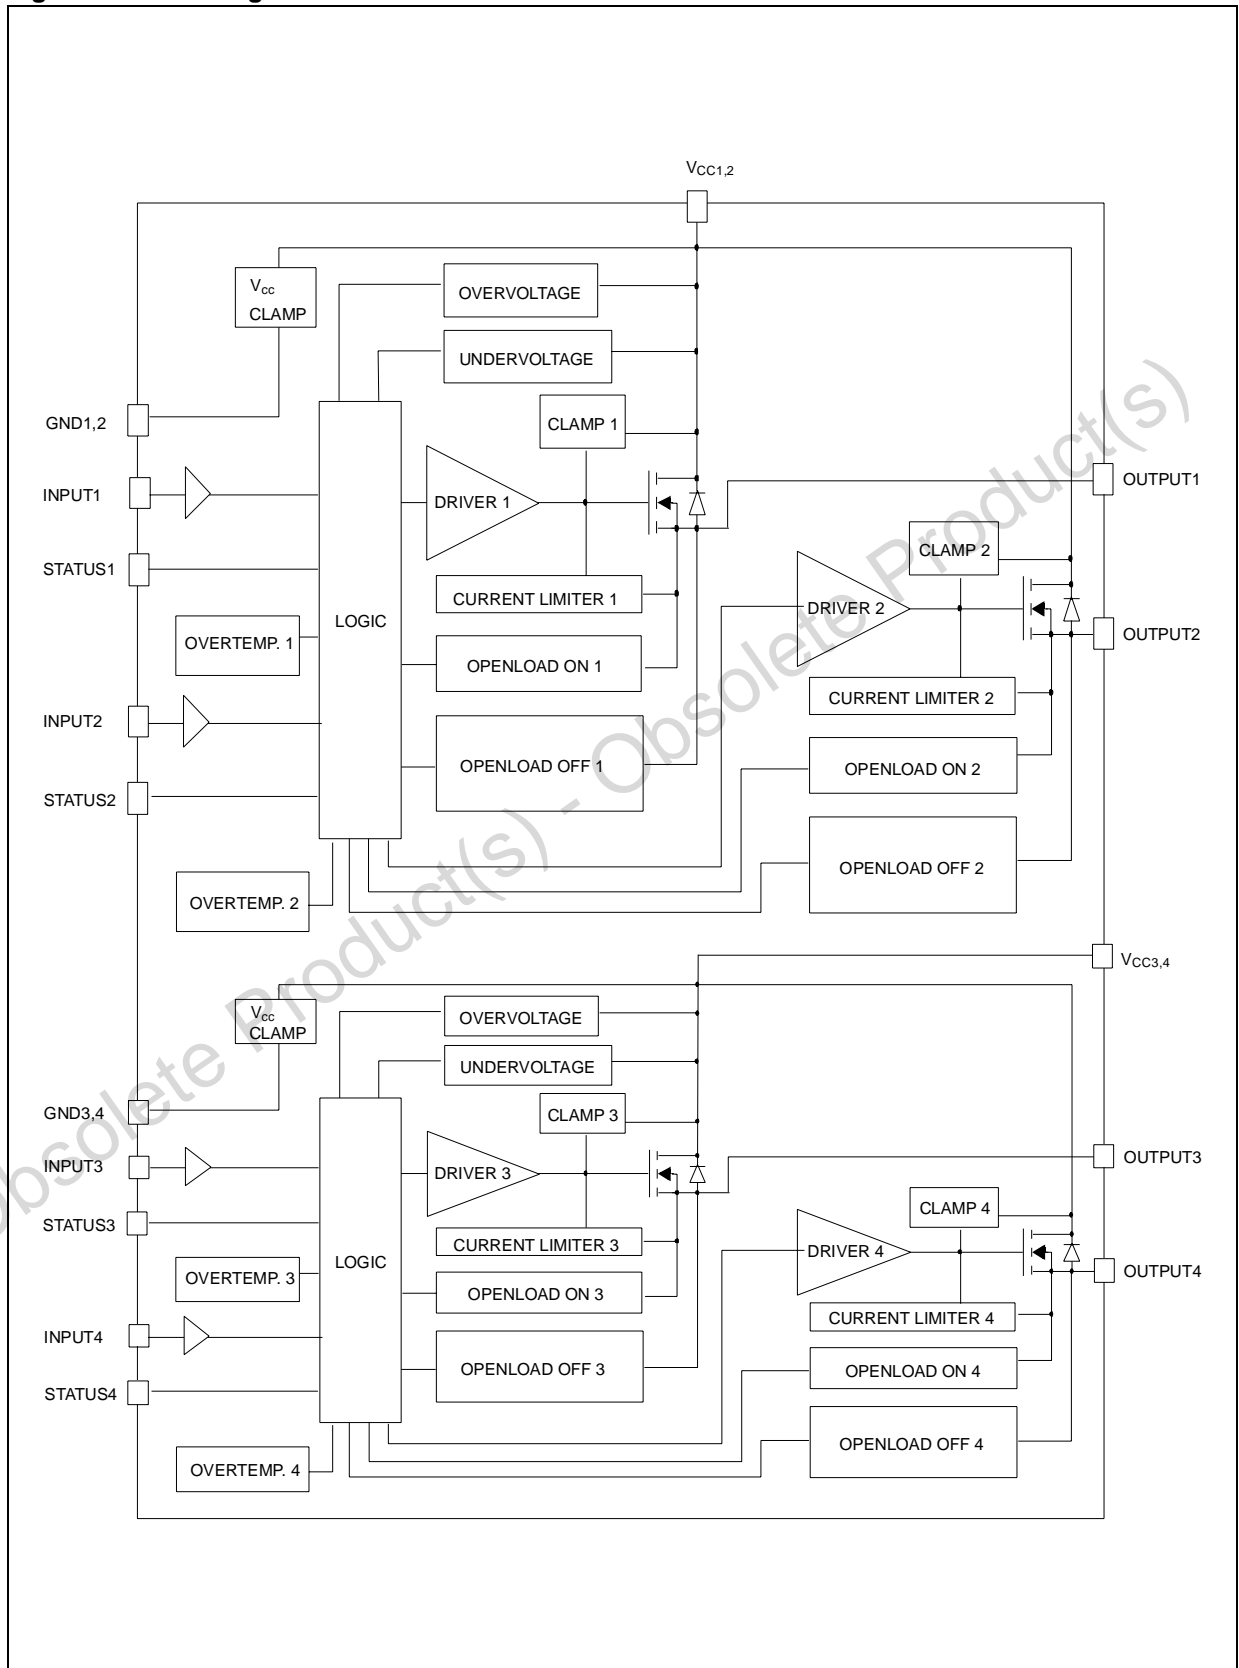 VCC1,2
Vcc
CLAMP
OVERVOLTAGE
UNDERVOLTAGE
CLAMP 1
GND1,2
INPUT1
DRIVER 1
OUTPUT1
STATUS1
CURRENT LIMITER 1
LOGIC
OVERTEMP. 1
OPENLOAD ON 1
CLAMP 2
DRIVER 2
OUTPUT2
INPUT2
CURRENT LIMITER 2
OPENLOAD OFF 1
OPENLOAD ON 2
STATUS2
OPENLOAD OFF 2
OVERTEMP. 2
VCC3,4
Vcc
CLAMP
OVERVOLTAGE
UNDERVOLTAGE
CLAMP 3
GND3,4
INPUT3
DRIVER 3
OUTPUT3
STATUS3
CURRENT LIMITER 3
LOGIC
OVERTEMP. 3
OPENLOAD ON 3
CLAMP 4
DRIVER 4
OUTPUT4
INPUT4
CURRENT LIMITER 4
OPENLOAD OFF 3
OPENLOAD ON 4
STATUS4
OPENLOAD OFF 4
OVERTEMP. 4
Obsolete Product(s) - Obsolete Product(s)